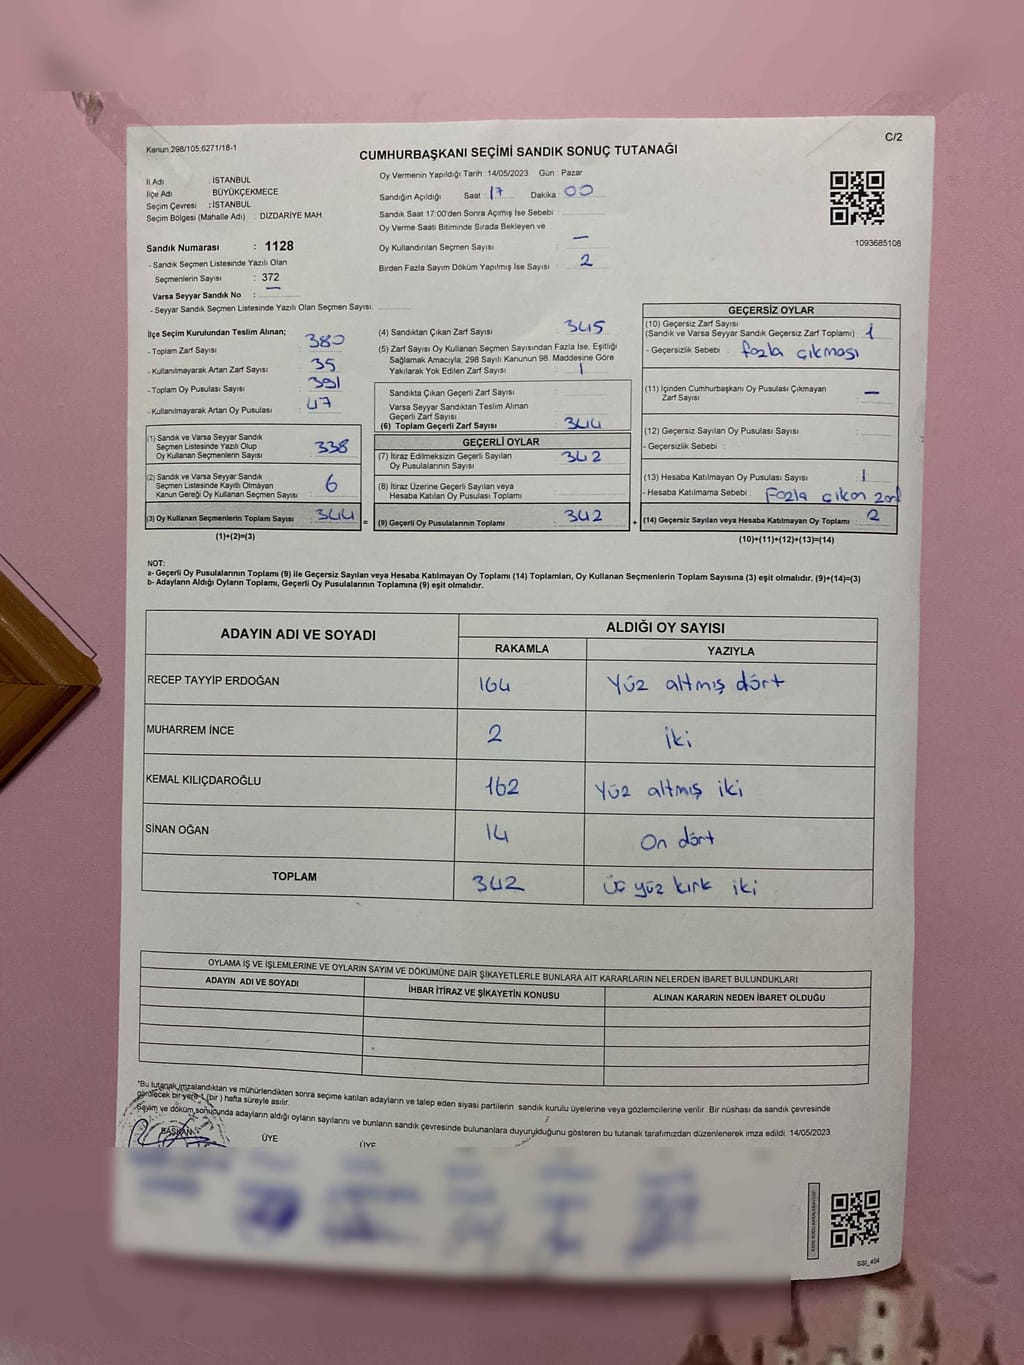 Kanun,298/105,6271/18-1
C/2
CUMHURBAŞKANI SEÇİMİ SANDIK SONUÇ TUTANAĞI
İl Adı : İSTANBUL
İlçe Adı : BÜYÜKÇEKMECE
Seçim Çevresi : İSTANBUL
Seçim Bölgesi (Mahalle Adı) : DİZDARİYE MAH.
Sandık Numarası : 1128
- Sandık Seçmen Listesinde Yazılı Olan
Seçmenlerin Sayısı : 372
Varsa Seyyar Sandık No : —
- Seyyar Sandık Seçmen Listesinde Yazılı Olan Seçmen Sayısı:
Oy Vermenin Yapıldığı Tarih :14/05/2023 Gün : Pazar
Sandığın Açıldığı Saat 17 Dakika 00
Sandık Saat 17:00'den Sonra Açımış İse Sebebi :
Oy Verme Saati Bitiminde Sırada Bekleyen ve
Oy Kullandırılan Seçmen Sayısı : —
Birden Fazla Sayım Döküm Yapılmış İse Sayısı : 2
1093685108
İlçe Seçim Kurulundan Teslim Alınan;
- Toplam Zarf Sayısı : 380
- Kullanılmayarak Artan Zarf Sayısı : 35
- Toplam Oy Pusulası Sayısı : 391
- Kullanılmayarak Artan Oy Pusulası : 47
(1) Sandık ve Varsa Seyyar Sandık
Seçmen Listesinde Yazılı Olup
Oy Kullanan Seçmenlerin Sayısı : 338
(2) Sandık ve Varsa Seyyar Sandık
Seçmen Listesinde Kayıtlı Olmayan
Kanun Gereği Oy Kullanan Seçmen Sayısı : 6
(3) Oy Kullanan Seçmenlerin Toplam Sayısı : 344 =
(1)+(2)=(3)
(4) Sandıktan Çıkan Zarf Sayısı : 345
(5) Zarf Sayısı Oy Kullanan Seçmen Sayısından Fazla İse, Eşitliği
Sağlamak Amacıyla, 298 Sayılı Kanunun 98. Maddesine Göre
Yakılarak Yok Edilen Zarf Sayısı : 1
Sandıkta Çıkan Geçerli Zarf Sayısı :
Varsa Seyyar Sandıktan Teslim Alınan
Geçerli Zarf Sayısı :
(6) Toplam Geçerli Zarf Sayısı : 344
GEÇERLİ OYLAR
(7) İtiraz Edilmeksizin Geçerli Sayılan
Oy Pusulalarının Sayısı : 342
(8) İtiraz Üzerine Geçerli Sayılan veya
Hesaba Katılan Oy Pusulası Toplamı :
(9) Geçerli Oy Pusulalarının Toplamı : 342 +
GEÇERSİZ OYLAR
(10) Geçersiz Zarf Sayısı
(Sandık ve Varsa Seyyar Sandık Geçersiz Zarf Toplamı) : 1
- Geçersizlik Sebebi : fazla çıkması
(11) İçinden Cumhurbaşkanı Oy Pusulası Çıkmayan
Zarf Sayısı : —
(12) Geçersiz Sayılan Oy Pusulası Sayısı :
- Geçersizlik Sebebi :
(13) Hesaba Katılmayan Oy Pusulası Sayısı : 1
- Hesaba Katılmama Sebebi : Fazla çıkan zarf
(14) Geçersiz Sayılan veya Hesaba Katılmayan Oy Toplamı : 2
(10)+(11)+(12)+(13)=(14)
NOT:
a- Geçerli Oy Pusulalarının Toplamı (9) ile Geçersiz Sayılan veya Hesaba Katılmayan Oy Toplamı (14) Toplamları, Oy Kullanan Seçmenlerin Toplam Sayısına (3) eşit olmalıdır. (9)+(14)=(3)
b- Adayların Aldığı Oyların Toplamı, Geçerli Oy Pusulalarının Toplamına (9) eşit olmalıdır.
ADAYIN ADI VE SOYADI
ALDIĞI OY SAYISI
RAKAMLA YAZIYLA
RECEP TAYYİP ERDOĞAN 164 Yüz altmış dört
MUHARREM İNCE 2 iki
KEMAL KILIÇDAROĞLU 162 Yüz altmış iki
SİNAN OĞAN 14 On dört
TOPLAM 342 Üç yüz kırk iki
OYLAMA İŞ VE İŞLEMLERİNE VE OYLARIN SAYIM VE DÖKÜMÜNE DAİR ŞİKAYETLERLE BUNLARA AİT KARARLARIN NELERDEN İBARET BULUNDUKLARI
ADAYIN ADI VE SOYADI İHBAR İTİRAZ VE ŞİKAYETİN KONUSU ALINAN KARARIN NEDEN İBARET OLDUĞU
"Bu tutanak imzalandıktan ve mühürlendikten sonra seçime katılan adayların ve talep eden siyasi partilerin sandık kurulu üyelerine veya gözlemcilerine verilir. Bir nüshası da sandık çevresinde
görülecek bir yere 1 (bir ) hafta süreyle asılır.
Sayım ve döküm sonucunda adayların aldığı oyların sayılarını ve bunların sandık çevresinde bulunanlara duyurulduğunu gösteren bu tutanak tarafımızdan düzenlenerek imza edildi. 14/05/2023
BAŞKAN ÜYE ÜYE
SSI_404